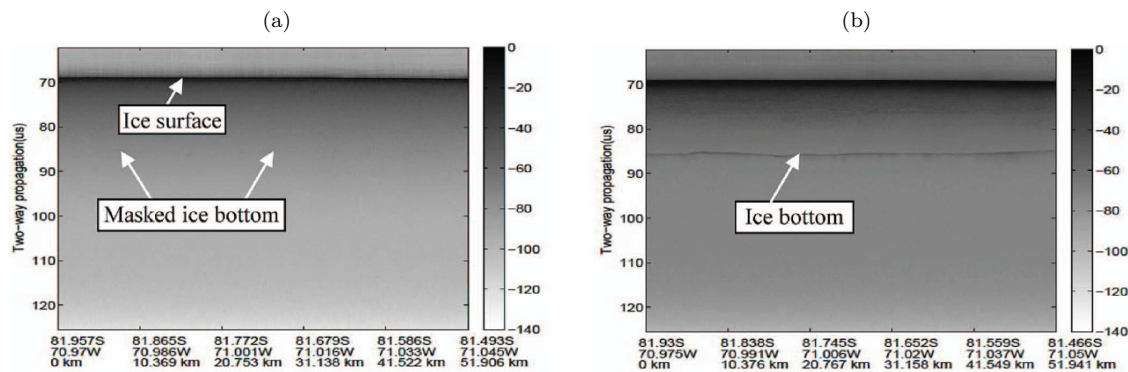 (a)
0
−20
−40
−60
−80
−100
−120
−140
Two-way propagation(us)
70
80
90
100
110
120
Ice surface
Masked ice bottom
81.957S 81.865S 81.772S 81.679S 81.586S 81.493S
70.97W 70.986W 71.001W 71.016W 71.033W 71.045W
0 km 10.369 km 20.753 km 31.138 km 41.522 km 51.906 km
(b)
0
−20
−40
−60
−80
−100
−120
−140
Two-way propagation(us)
70
80
90
100
110
120
Ice bottom
81.93S 81.838S 81.745S 81.652S 81.559S 81.466S
70.975W 70.991W 71.006W 71.02W 71.037W 71.05W
0 km 10.376 km 20.767 km 31.158 km 41.549 km 51.941 km